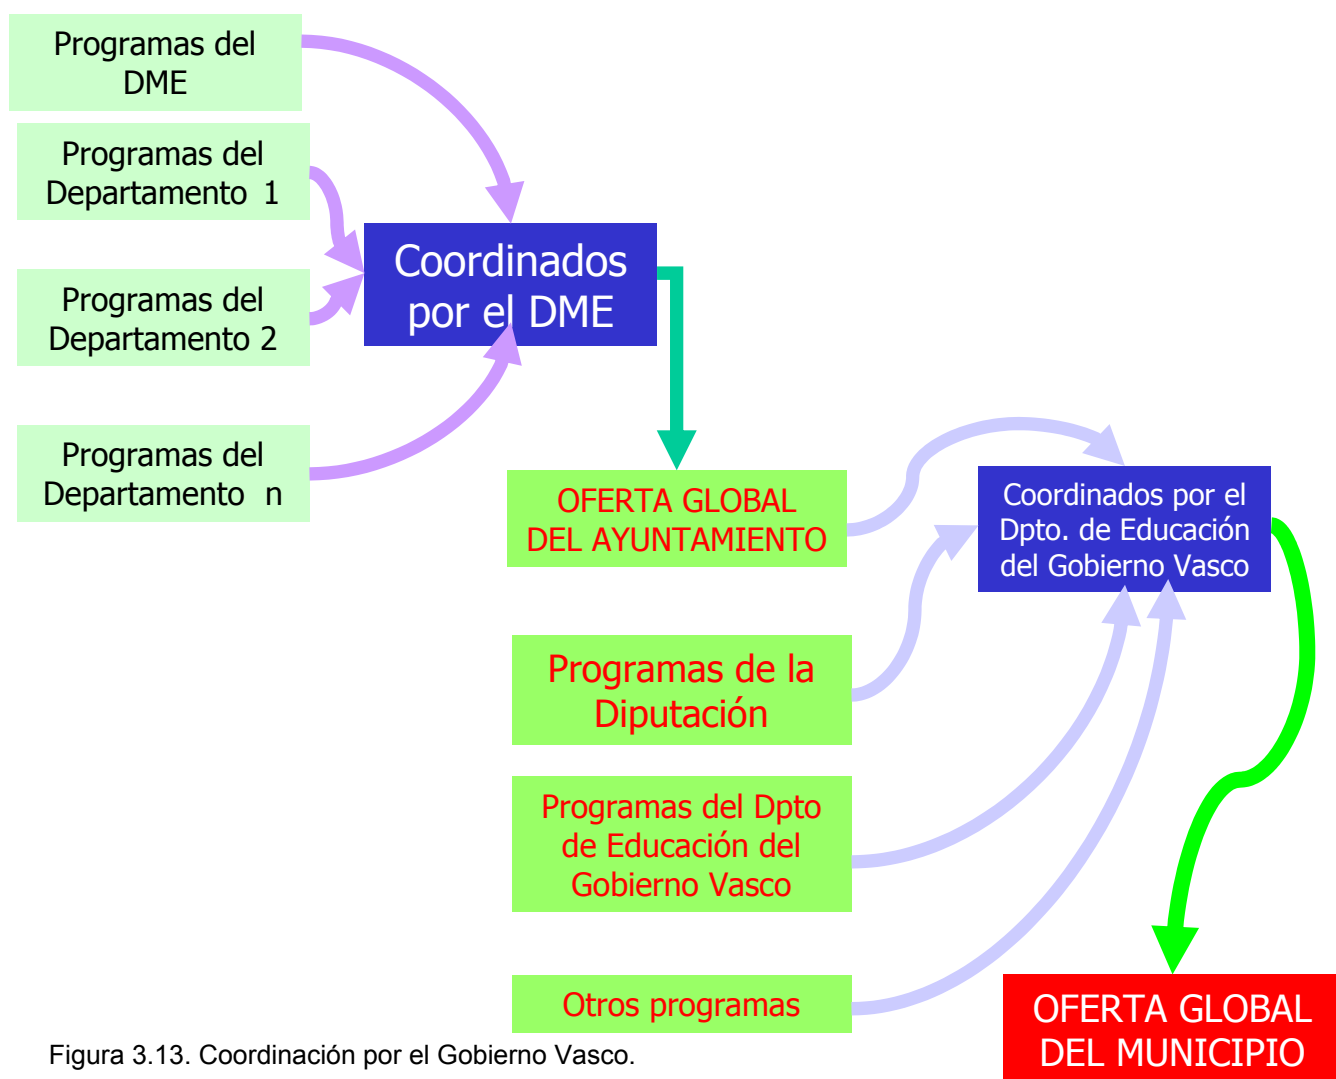 Programas del
DME
Programas del
Departamento 1
Programas del
Departamento 2
Programas del
Departamento n
Coordinados
por el DME
OFERTA GLOBAL
DEL AYUNTAMIENTO
Coordinados por el
Dpto. de Educación
del Gobierno Vasco
Programas de la
Diputación
Programas del Dpto
de Educación del
Gobierno Vasco
Otros programas
OFERTA GLOBAL
DEL MUNICIPIO
Figura 3.13. Coordinación por el Gobierno Vasco.